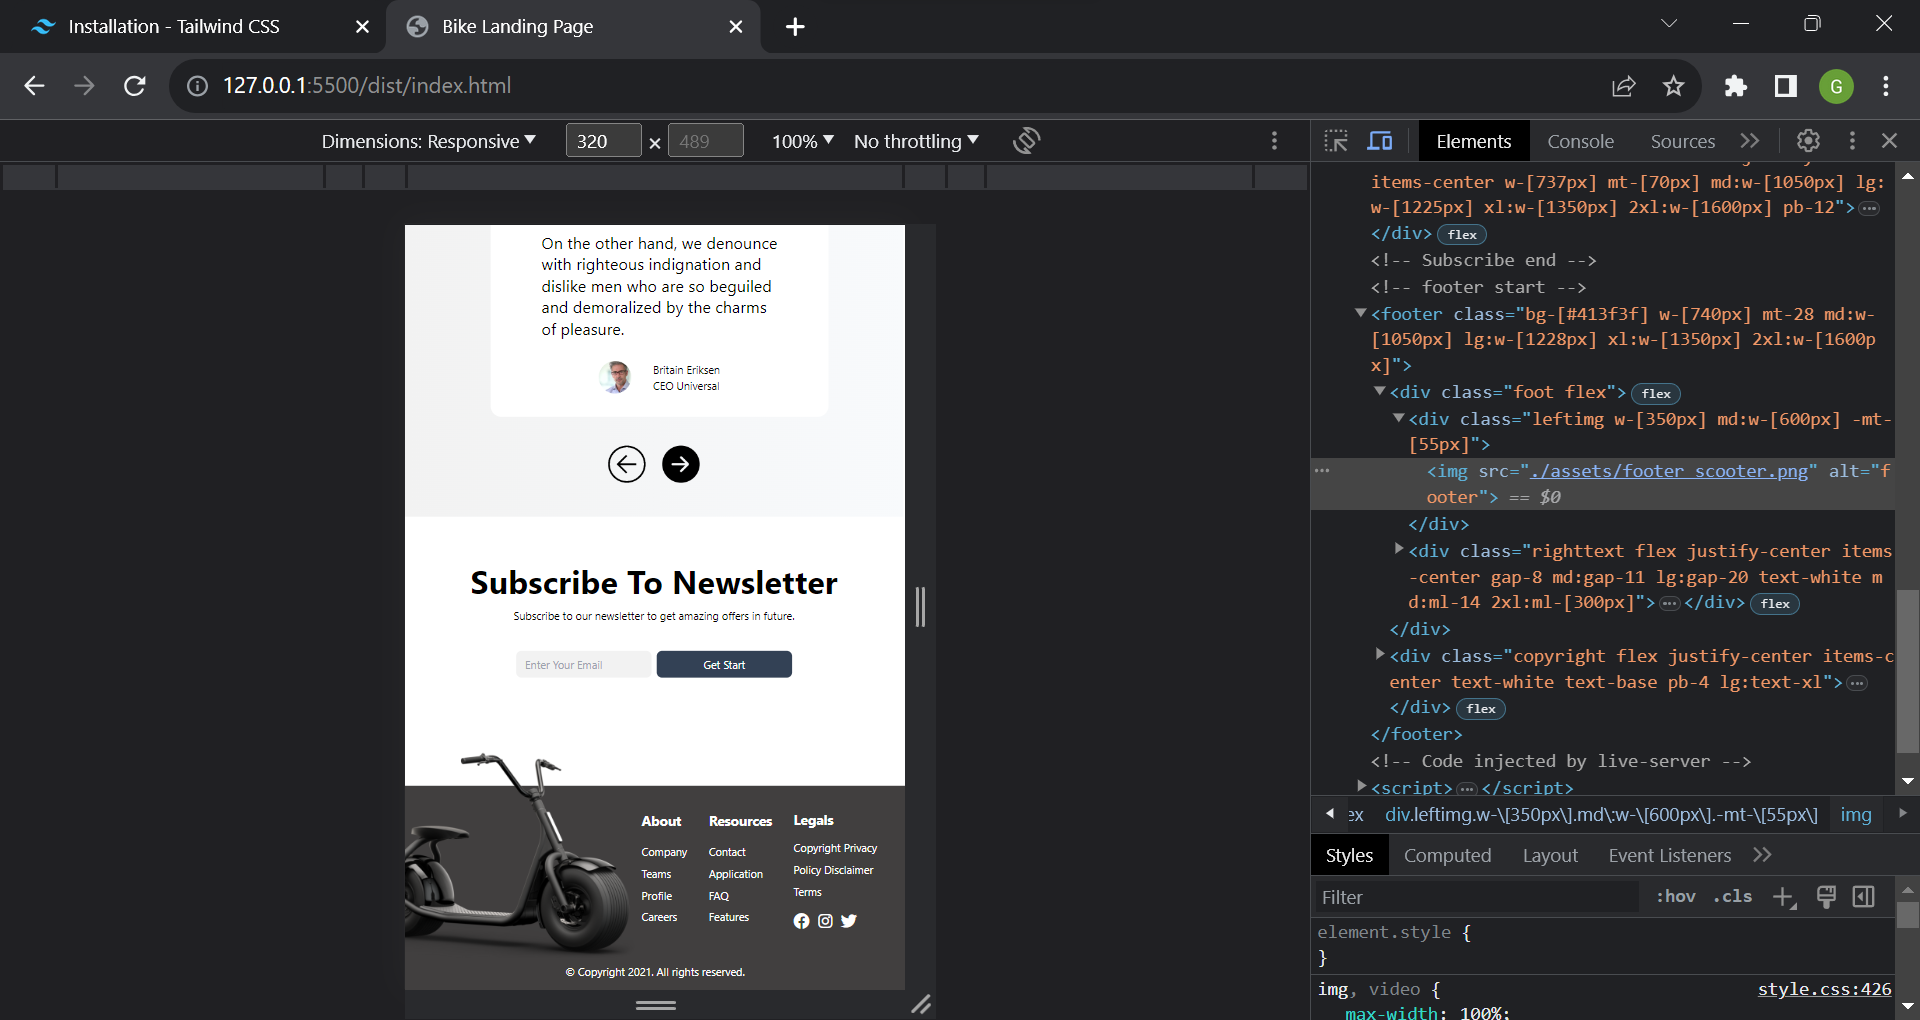 Installation - Tailwind CSS
Bike Landing Page
127.0.0.1:5500/dist/index.html
G
Dimensions: Responsive
320 × 489
100%
No throttling
Elements
Console
Sources
On the other hand, we denounce
with righteous indignation and
dislike men who are so beguiled
and demoralized by the charms
of pleasure.
Britain Eriksen
CEO Universal
Subscribe To Newsletter
Subscribe to our newsletter to get amazing offers in future.
Enter Your Email
Get Start
About
Company
Teams
Profile
Careers
Resources
Contact
Application
FAQ
Features
Legals
Copyright Privacy
Policy Disclaimer
Terms
© Copyright 2021. All rights reserved.
items-center w-[737px] mt-[70px] md:w-[1050px] lg:
w-[1225px] xl:w-[1350px] 2xl:w-[1600px] pb-12">…
</div> flex
<!-- Subscribe end -->
<!-- footer start -->
<footer class="bg-[#413f3f] w-[740px] mt-28 md:w-
[1050px] lg:w-[1228px] xl:w-[1350px] 2xl:w-[1600p
x]">
<div class="foot flex"> flex
<div class="leftimg w-[350px] md:w-[600px] -mt-
[55px]">
<img src="./assets/footer_scooter.png" alt="f
ooter"> == $0
</div>
<div class="righttext flex justify-center items
-center gap-8 md:gap-11 lg:gap-20 text-white m
d:ml-14 2xl:ml-[300px]">…</div> flex
</div>
<div class="copyright flex justify-center items-c
enter text-white text-base pb-4 lg:text-xl">…
</div> flex
</footer>
<!-- Code injected by live-server -->
<script>…</script>
ex div.leftimg.w-\[350px\].md\:w-\[600px\].-mt-\[55px\] img
Styles
Computed
Layout
Event Listeners
Filter
:hov .cls
element.style {
}
img, video {
style.css:426
max-width: 100%;